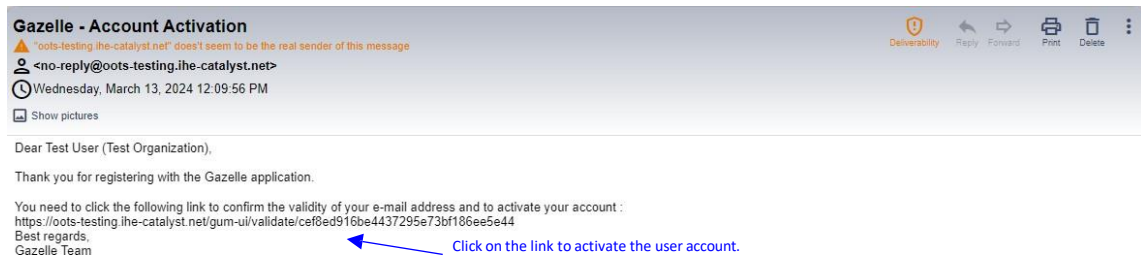 Gazelle - Account Activation
"oots-testing.ihe-catalyst.net" does't seem to be the real sender of this message
<no-reply@oots-testing.ihe-catalyst.net>
Wednesday, March 13, 2024 12:09:56 PM
Show pictures
Deliverability
Reply
Forward
Print
Delete
Dear Test User (Test Organization),
Thank you for registering with the Gazelle application.
You need to click the following link to confirm the validity of your e-mail address and to activate your account :
https://oots-testing.ihe-catalyst.net/gum-ui/validate/cef8ed916be4437295e73bf186ee5e44
Best regards,
Gazelle Team
Click on the link to activate the user account.